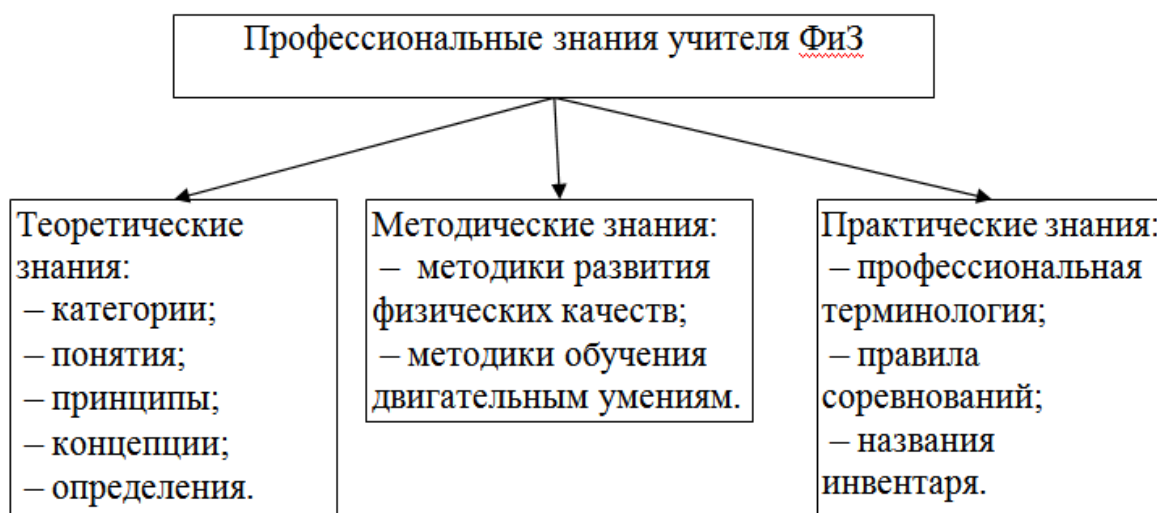 Профессиональные знания учителя ФиЗ
Теоретические
знания:
– категории;
– понятия;
– принципы;
– концепции;
– определения.
Методические знания:
– методики развития
физических качеств;
– методики обучения
двигательным умениям.
Практические знания:
– профессиональная
терминология;
– правила
соревнований;
– названия
инвентаря.